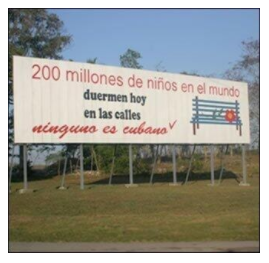 200 millones de niños en el mundo
duermen hoy
en las calles
ninguno es cubano